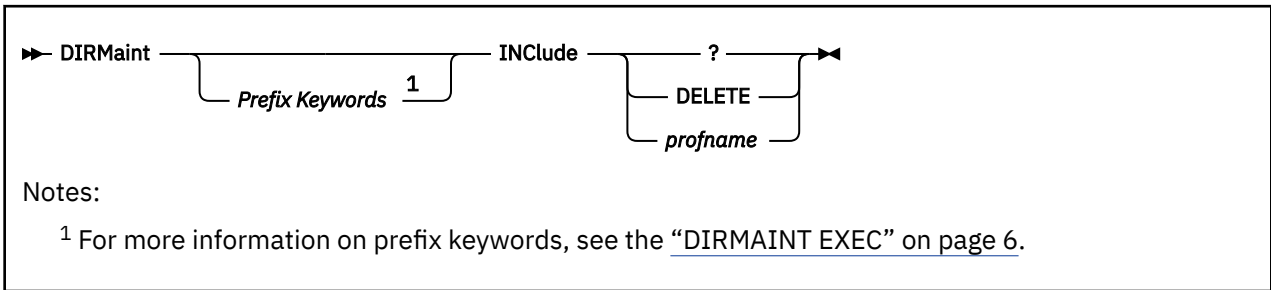 DIRMaint Prefix Keywords 1 INClude ?
DELETE
profname
Notes:
1 For more information on prefix keywords, see the “DIRMAINT EXEC” on page 6.